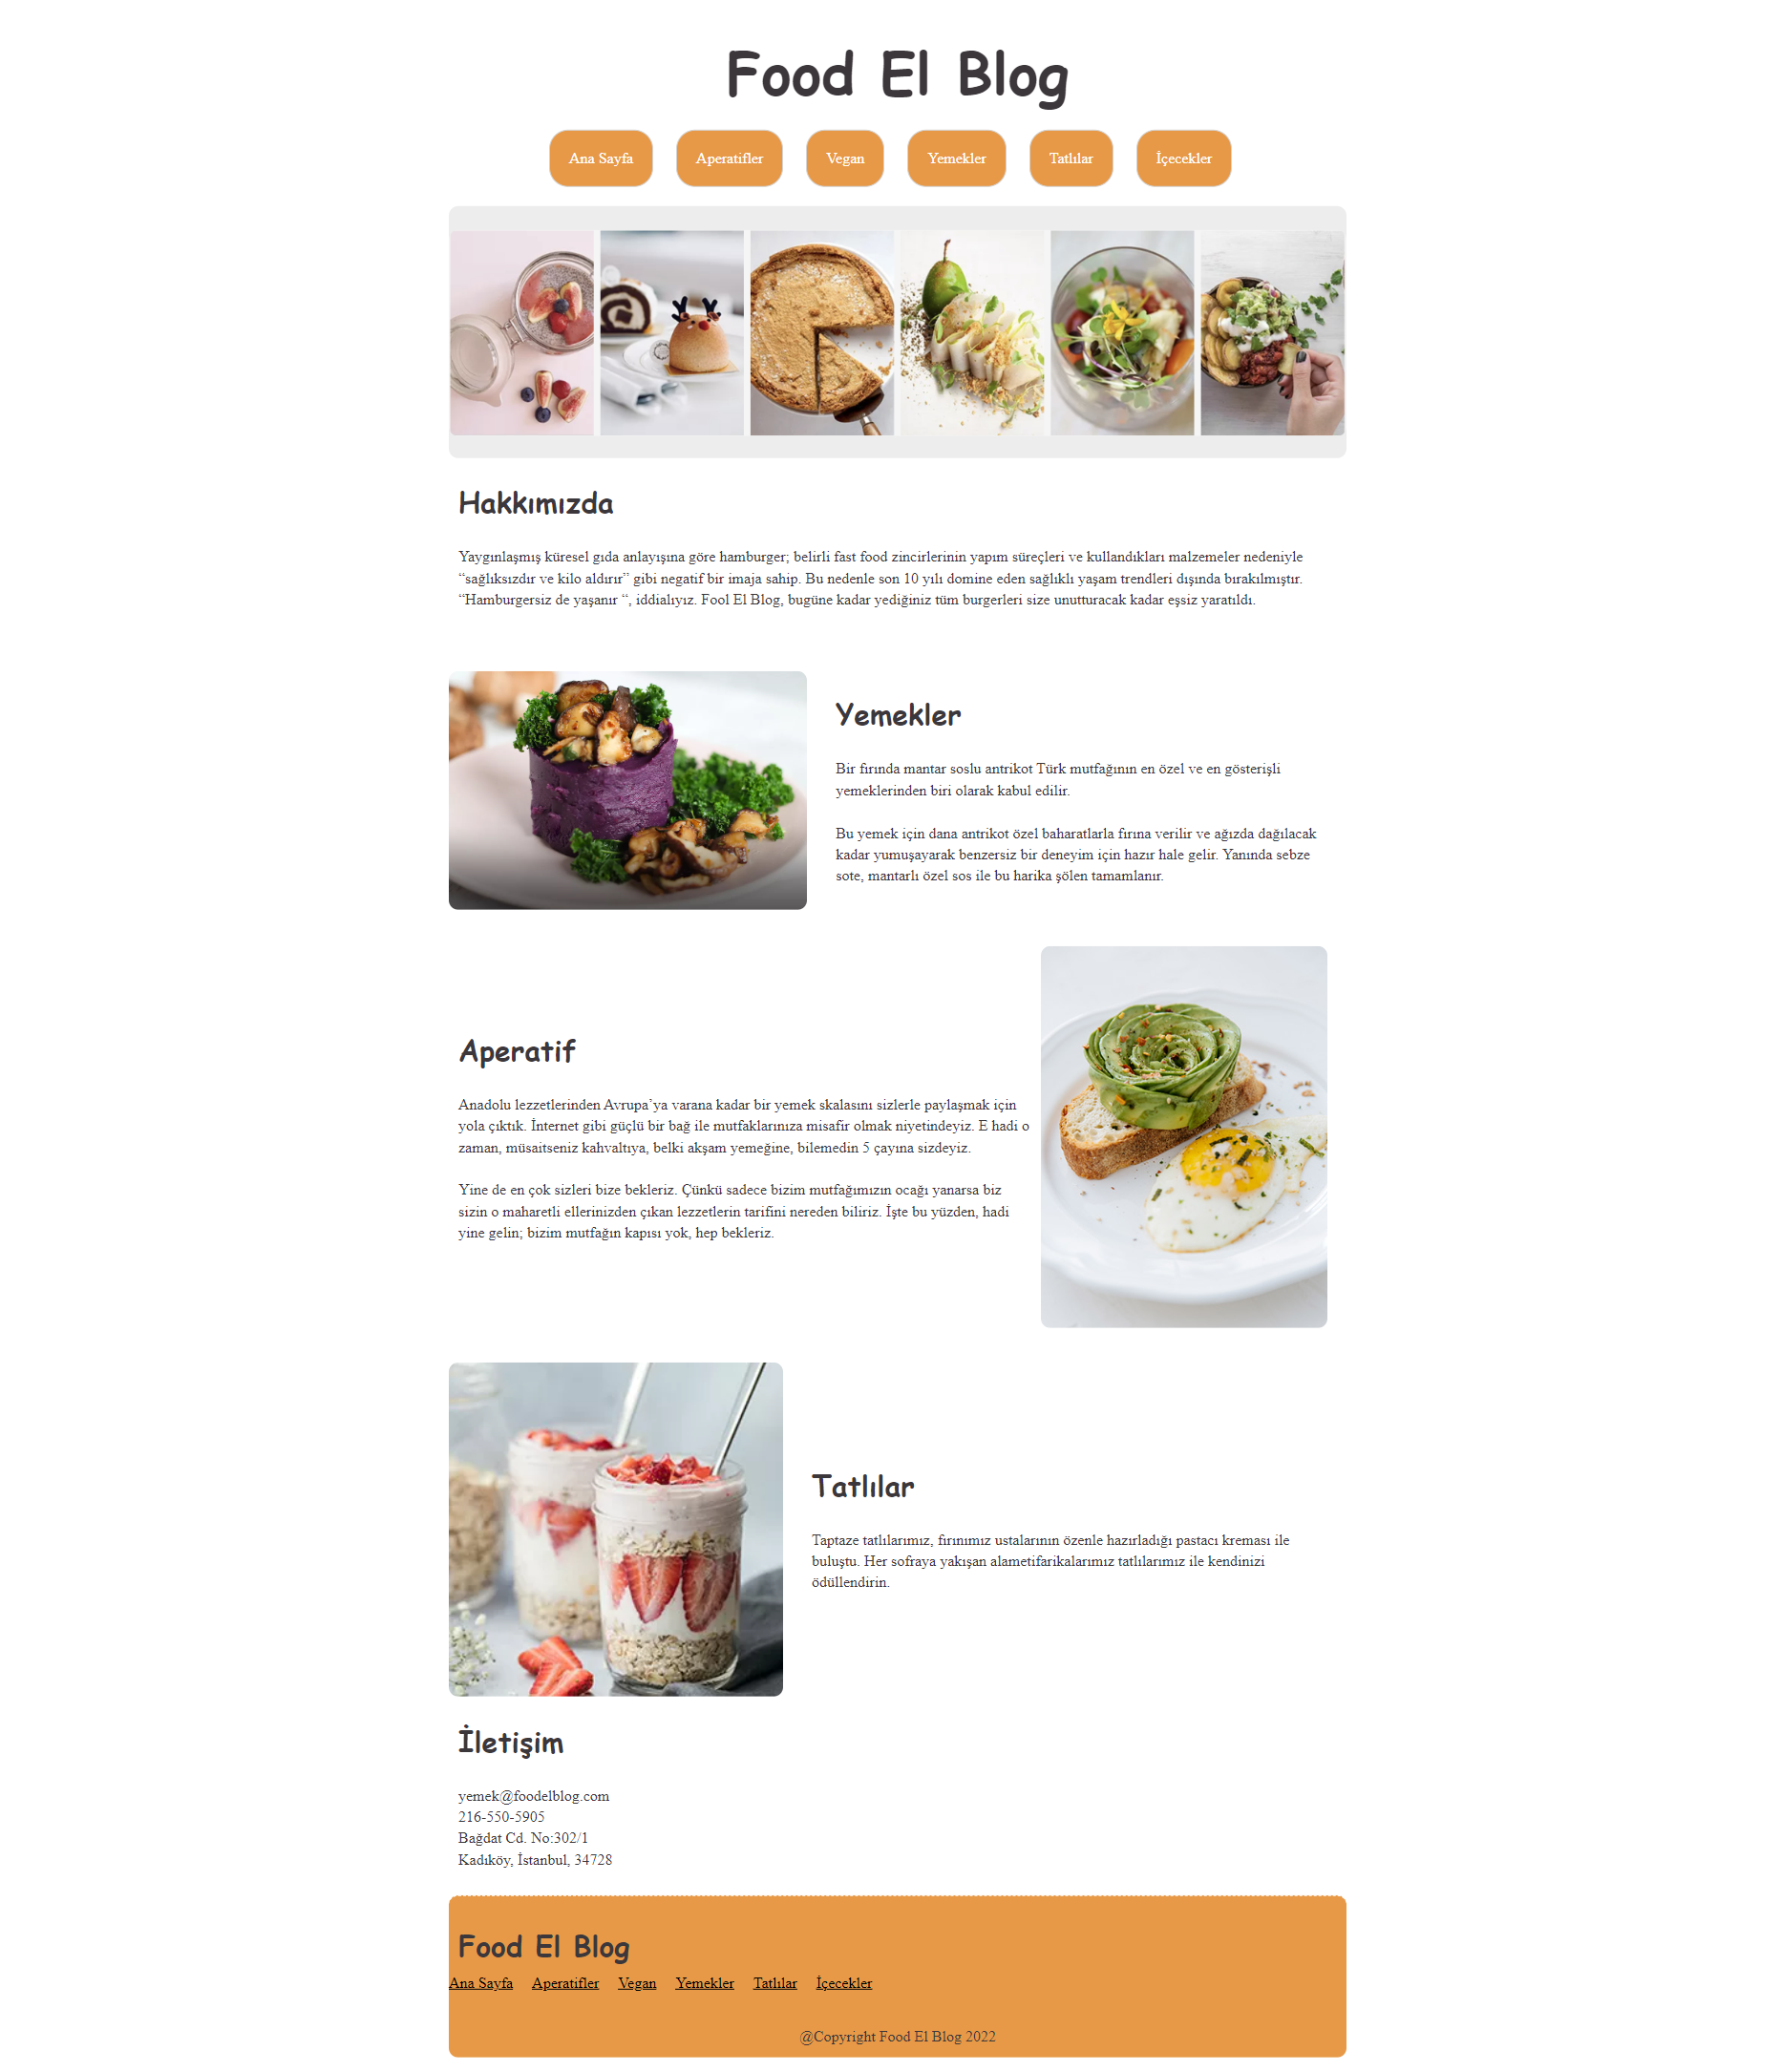 Food El Blog
Ana Sayfa Aperatifler Vegan Yemekler Tatlılar İçecekler
Hakkımızda
Yaygınlaşmış küresel gıda anlayışına göre hamburger; belirli fast food zincirlerinin yapım süreçleri ve kullandıkları malzemeler nedeniyle
“sağlıksızdır ve kilo aldırır” gibi negatif bir imaja sahip. Bu nedenle son 10 yılı domine eden sağlıklı yaşam trendleri dışında bırakılmıştır.
“Hamburgersiz de yaşanır “, iddialıyız. Fool El Blog, bugüne kadar yediğiniz tüm burgerleri size unutturacak kadar eşsiz yaratıldı.
Yemekler
Bir fırında mantar soslu antrikot Türk mutfağının en özel ve en gösterişli
yemeklerinden biri olarak kabul edilir.
Bu yemek için dana antrikot özel baharatlarla fırına verilir ve ağızda dağılacak
kadar yumuşayarak benzersiz bir deneyim için hazır hale gelir. Yanında sebze
sote, mantarlı özel sos ile bu harika şölen tamamlanır.
Aperatif
Anadolu lezzetlerinden Avrupa’ya varana kadar bir yemek skalasını sizlerle paylaşmak için
yola çıktık. İnternet gibi güçlü bir bağ ile mutfaklarınıza misafir olmak niyetindeyiz. E hadi o
zaman, müsaitseniz kahvaltıya, belki akşam yemeğine, bilemedin 5 çayına sizdeyiz.
Yine de en çok sizleri bize bekleriz. Çünkü sadece bizim mutfağımızın ocağı yanarsa biz
sizin o maharetli ellerinizden çıkan lezzetlerin tarifini nereden biliriz. İşte bu yüzden, hadi
yine gelin; bizim mutfağın kapısı yok, hep bekleriz.
Tatlılar
Taptaze tatlılarımız, fırınımız ustalarının özenle hazırladığı pastacı kreması ile
buluştu. Her sofraya yakışan alametifarikalarımız tatlılarımız ile kendinizi
ödüllendirin.
İletişim
yemek@foodelblog.com
216-550-5905
Bağdat Cd. No:302/1
Kadıköy, İstanbul, 34728
Food El Blog
Ana Sayfa Aperatifler Vegan Yemekler Tatlılar İçecekler
@Copyright Food El Blog 2022